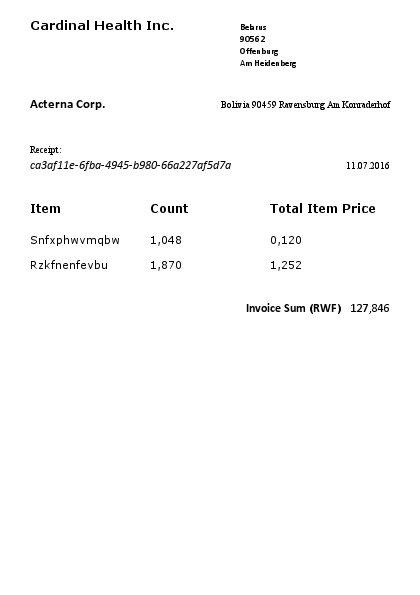 Cardinal Health Inc.
Belarus
90562
Offenburg
Am Heidenberg
Acterna Corp.
Bolivia 90459 Ravensburg Am Konraderhof
Receipt:
ca3af11e-6fba-4945-b980-66a227af5d7a
11.07.2016
Item Count Total Item Price
Snfxphwvmqbw 1,048 0,120
Rzkfnenfevbu 1,870 1,252
Invoice Sum (RWF) 127,846